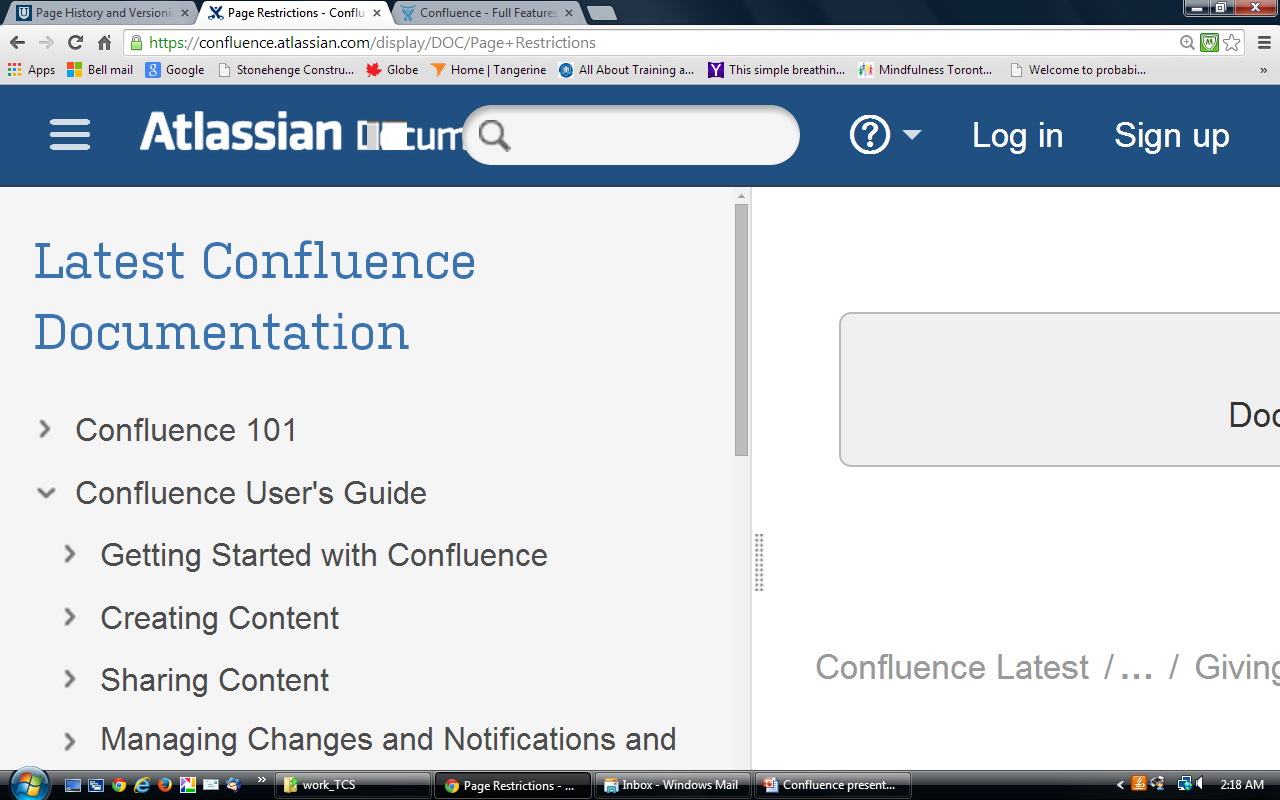 Page History and Versioni
Page Restrictions - Conflu
Confluence - Full Features
https://confluence.atlassian.com/display/DOC/Page+Restrictions
Apps
Bell mail
Google
Stonehenge Constru...
Globe
Home | Tangerine
All About Training a...
This simple breathin...
Mindfulness Toront...
Welcome to probabi...
»
Atlassian Docum
Log in
Sign up
Latest Confluence
Documentation
Confluence 101
Confluence User's Guide
Getting Started with Confluence
Creating Content
Sharing Content
Managing Changes and Notifications and
Doc
Confluence Latest / ... / Giving
work_TCS
Page Restrictions - ...
Inbox - Windows Mail
Confluence present...
2:18 AM